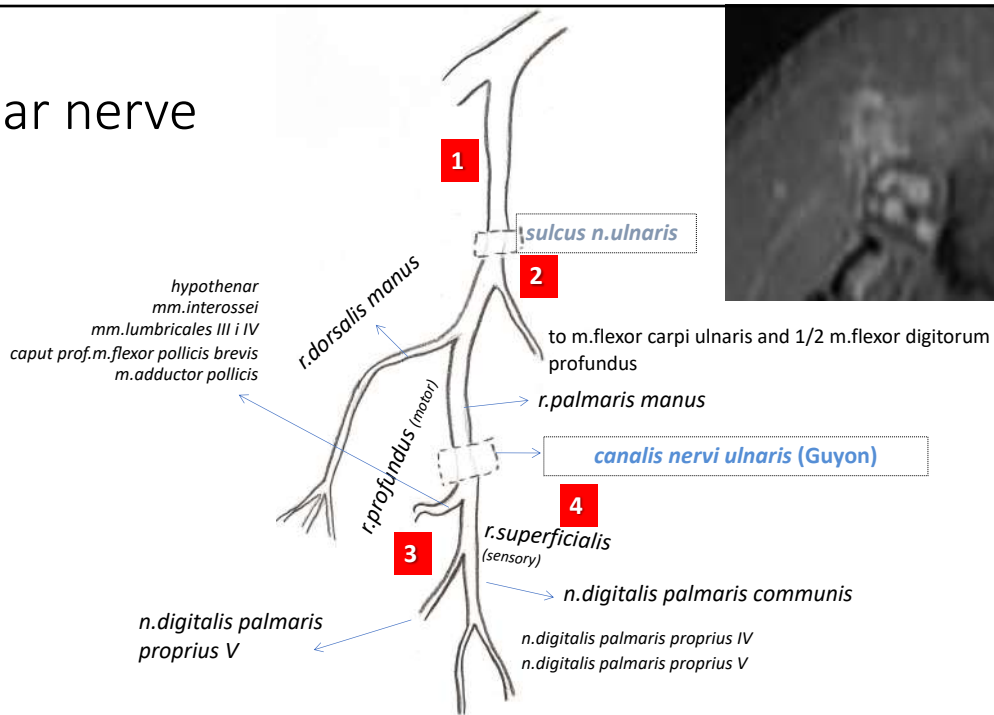 ar nerve
1
sulcus n.ulnaris
2
hypothenar
mm.interossei
mm.lumbricales III i IV
caput prof.m.flexor pollicis brevis
m.adductor pollicis
r.dorsalis manus
to m.flexor carpi ulnaris and 1/2 m.flexor digitorum
profundus
r.palmaris manus
r.profundus (motor)
canalis nervi ulnaris (Guyon)
4
3
r.superficialis
(sensory)
n.digitalis palmaris communis
n.digitalis palmaris
proprius V
n.digitalis palmaris proprius IV
n.digitalis palmaris proprius V